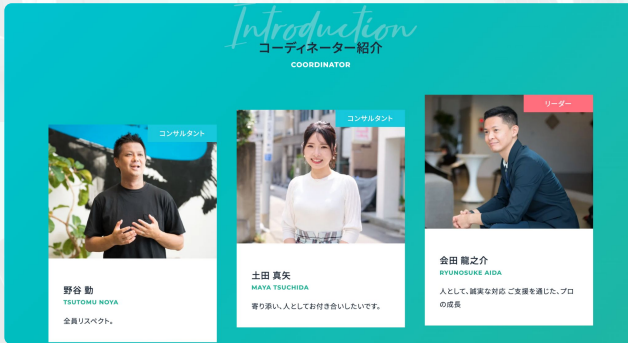 Introduction
コーディネーター紹介
COORDINATOR
コンサルタント
野谷 勤
TSUTOMU NOYA
全員リスペクト。
コンサルタント
土田 真矢
MAYA TSUCHIDA
寄り添い、人としてお付き合いしたいです。
リーダー
会田 龍之介
RYUNOSUKE AIDA
人として、誠実な対応 ご支援を通じた、プロ
の成長